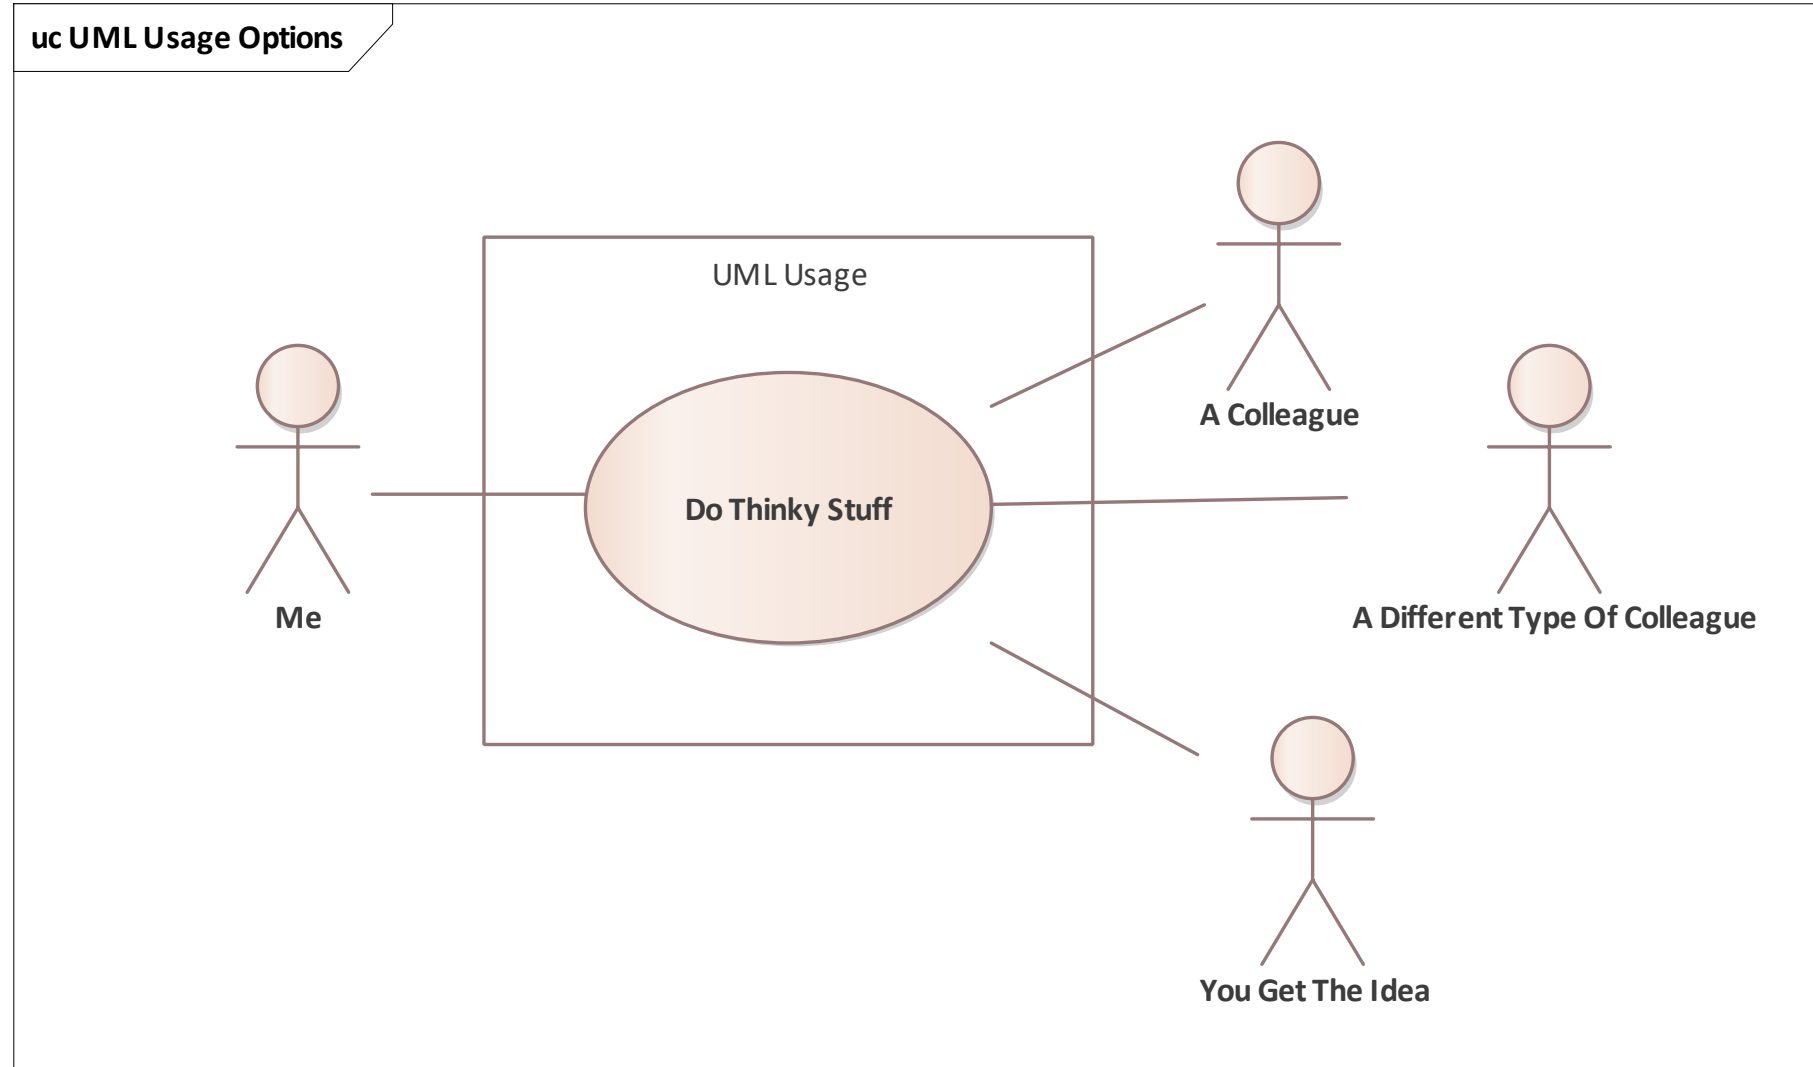 uc UML Usage Options
UML Usage
Do Thinky Stuff
Me
A Colleague
A Different Type Of Colleague
You Get The Idea